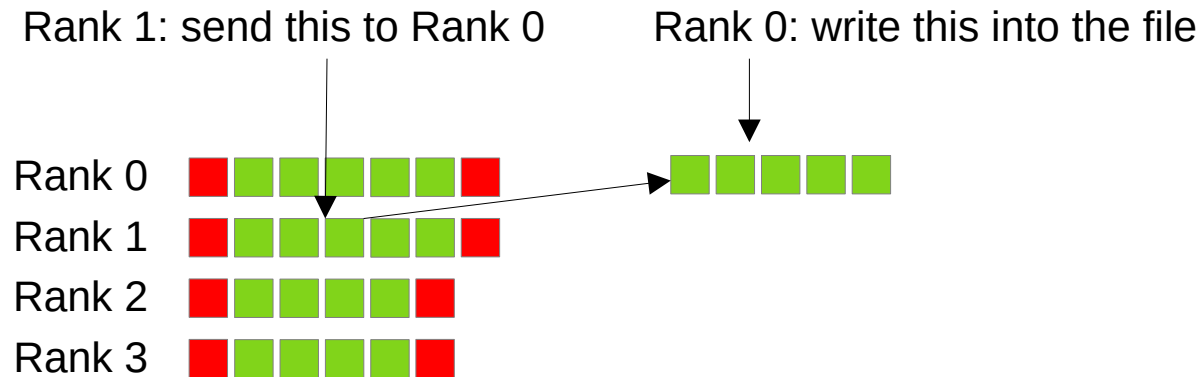 Rank 1: send this to Rank 0
Rank 0: write this into the file
Rank 0
Rank 1
Rank 2
Rank 3